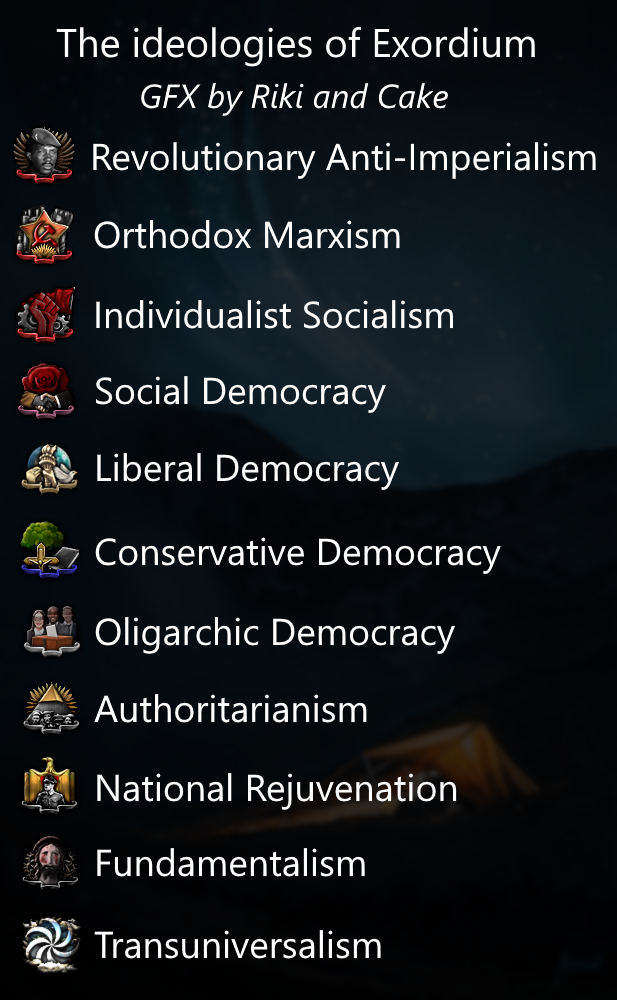 The ideologies of Exordium
GFX by Riki and Cake
Revolutionary Anti-Imperialism
Orthodox Marxism
Individualist Socialism
Social Democracy
Liberal Democracy
Conservative Democracy
Oligarchic Democracy
Authoritarianism
National Rejuvenation
Fundamentalism
Transuniversalism